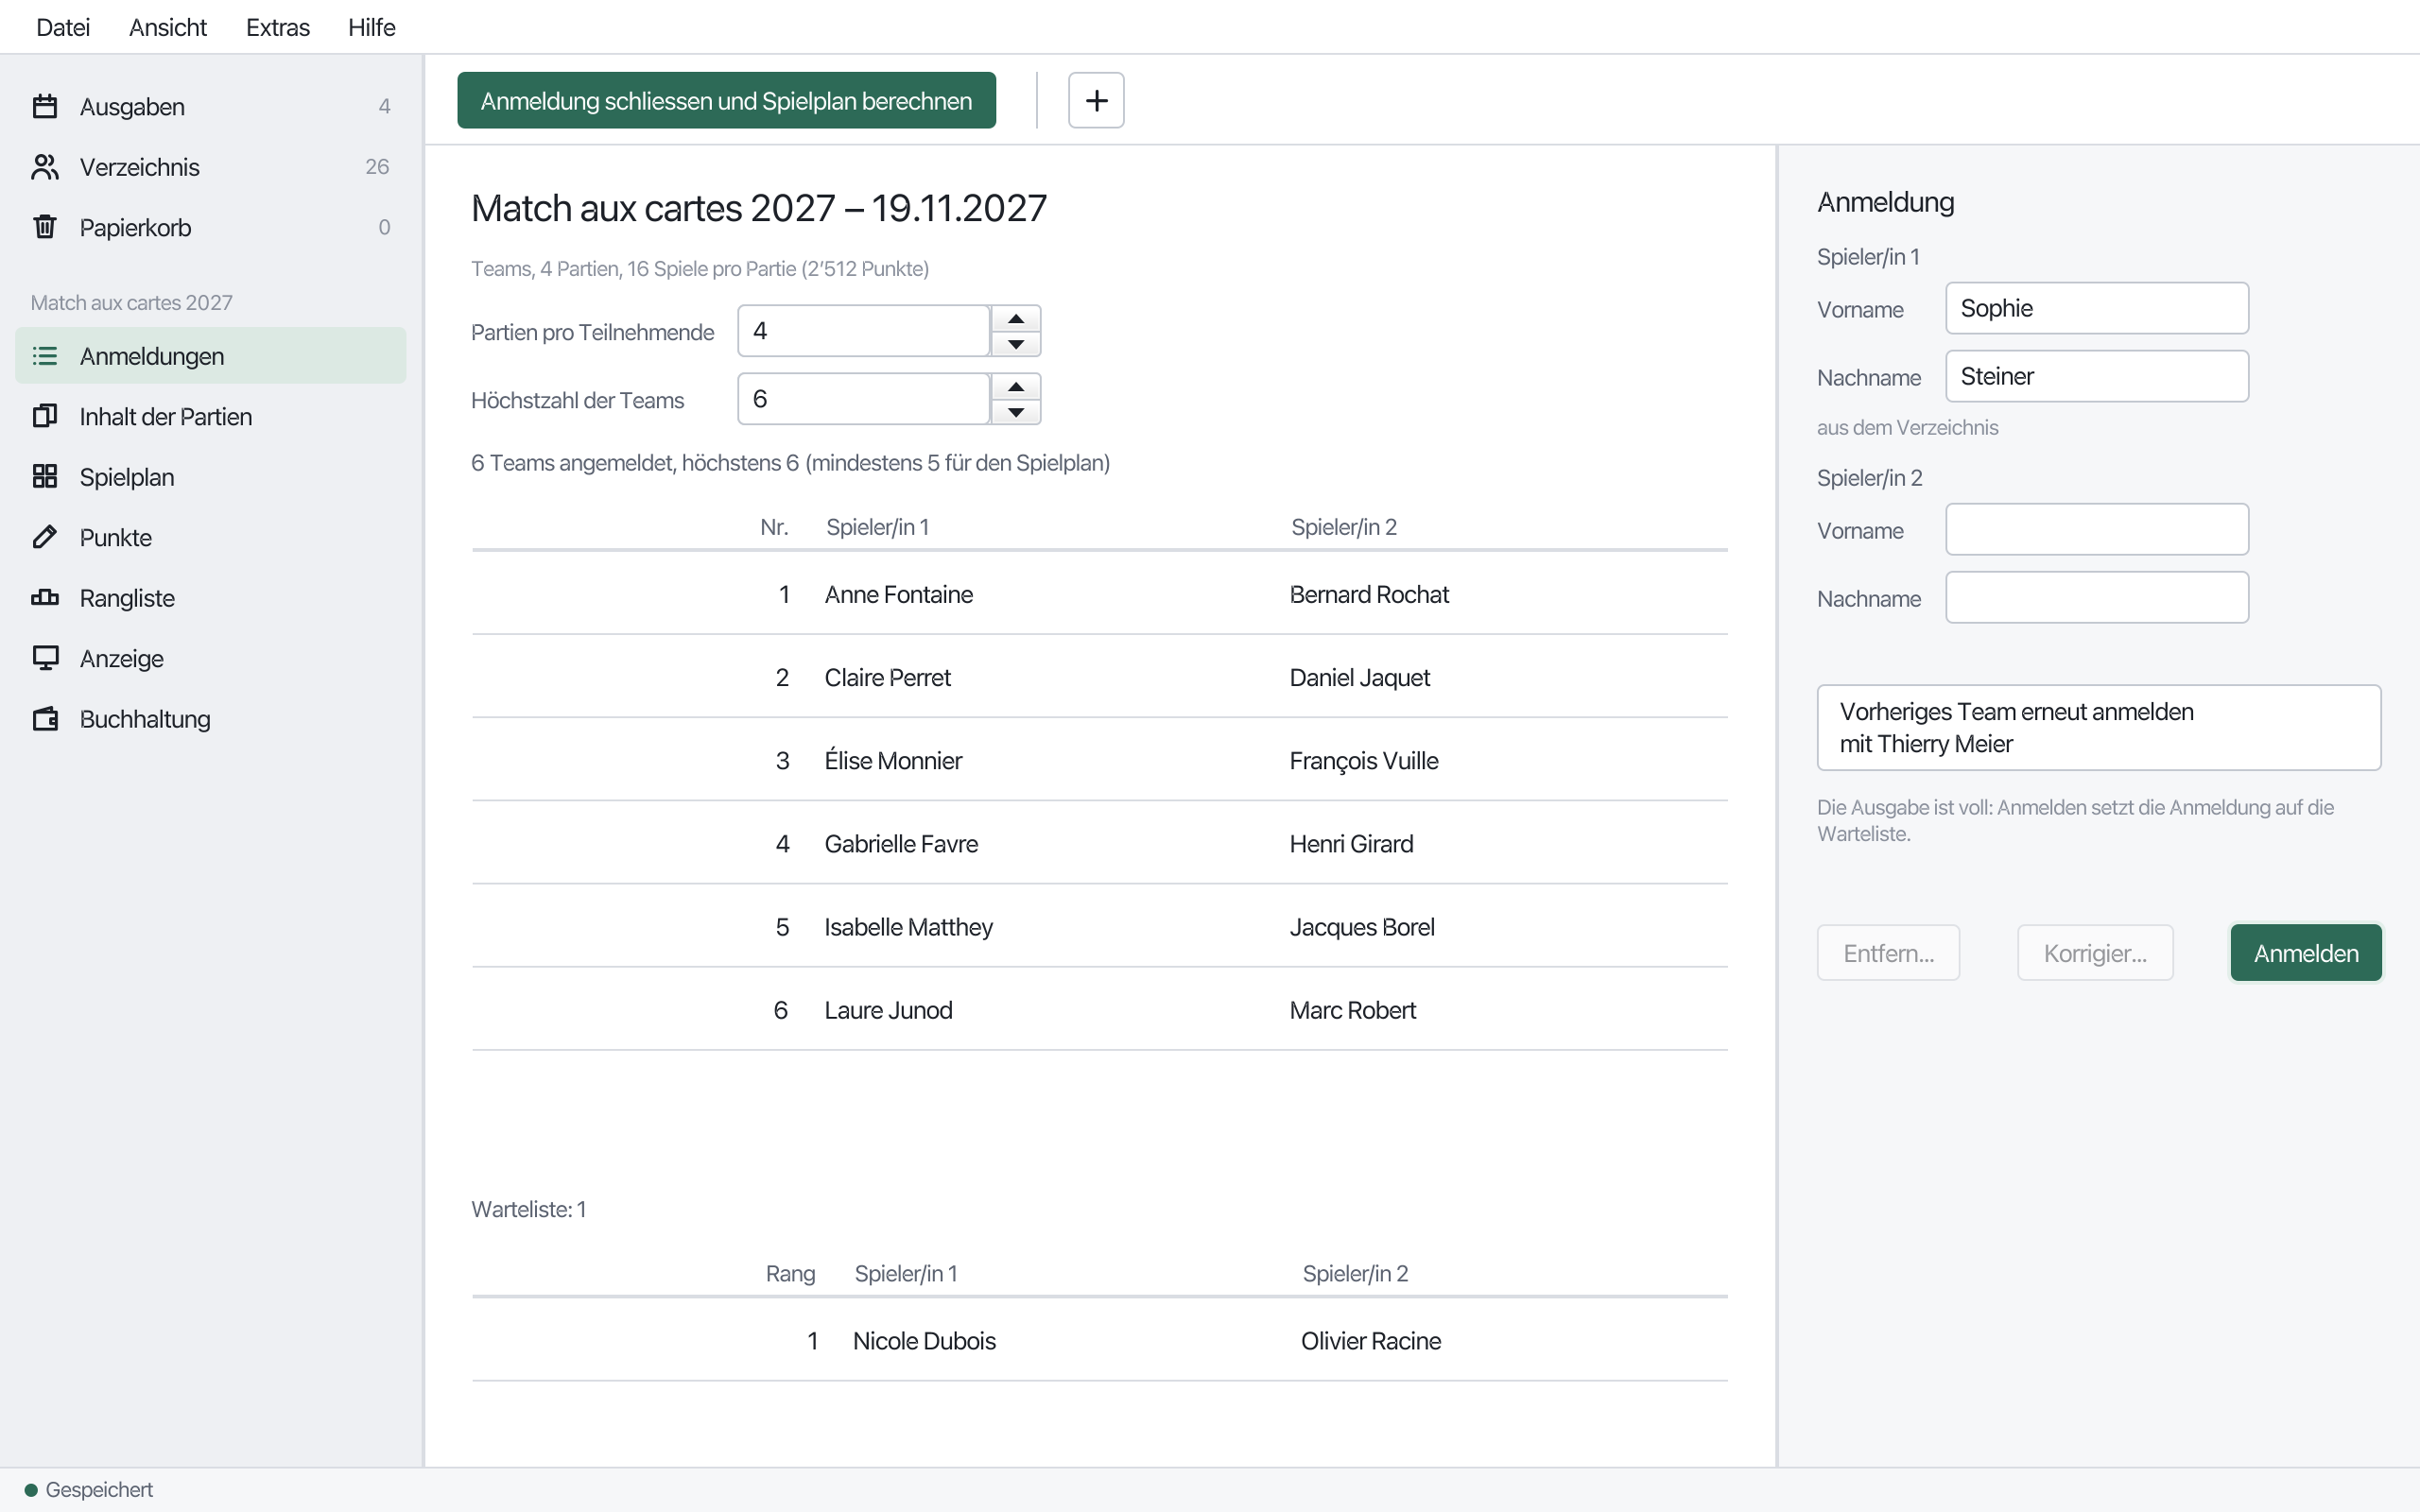 Datei Ansicht Extras Hilfe
Ausgaben 4
Verzeichnis 26
Papierkorb 0
Match aux cartes 2027
Anmeldungen
Inhalt der Partien
Spielplan
Punkte
Rangliste
Anzeige
Buchhaltung
Anmeldung schliessen und Spielplan berechnen
Match aux cartes 2027 – 19.11.2027
Teams, 4 Partien, 16 Spiele pro Partie (2’512 Punkte)
Partien pro Teilnehmende 4
Höchstzahl der Teams 6
6 Teams angemeldet, höchstens 6 (mindestens 5 für den Spielplan)
Nr. Spieler/in 1 Spieler/in 2
1 Anne Fontaine Bernard Rochat
2 Claire Perret Daniel Jaquet
3 Élise Monnier François Vuille
4 Gabrielle Favre Henri Girard
5 Isabelle Matthey Jacques Borel
6 Laure Junod Marc Robert
Warteliste: 1
Rang Spieler/in 1 Spieler/in 2
1 Nicole Dubois Olivier Racine
Anmeldung
Spieler/in 1
Vorname Sophie
Nachname Steiner
aus dem Verzeichnis
Spieler/in 2
Vorname
Nachname
Vorheriges Team erneut anmelden
mit Thierry Meier
Die Ausgabe ist voll: Anmelden setzt die Anmeldung auf die
Warteliste.
Entfern... Korrigier... Anmelden
Gespeichert